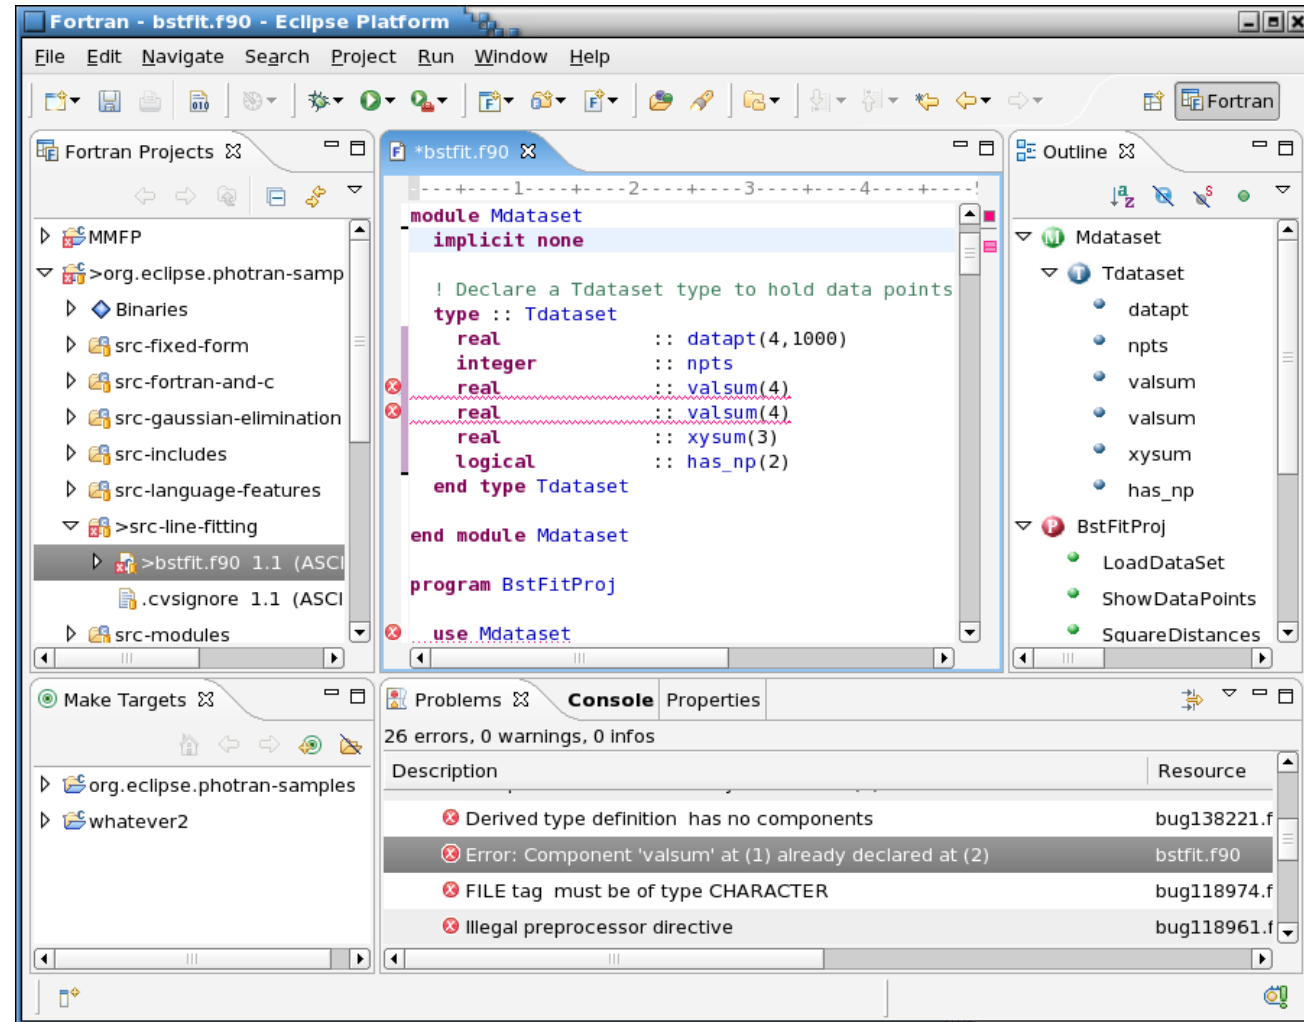 Fortran - bstfit.f90 - Eclipse Platform
File Edit Navigate Search Project Run Window Help
010
Fortran
Fortran Projects
MMFP
>org.eclipse.photran-samp
Binaries
src-fixed-form
src-fortran-and-c
src-gaussian-elimination
src-includes
src-language-features
>src-line-fitting
>bstfit.f90 1.1 (ASCI
.cvsignore 1.1 (ASCI
src-modules
*bstfit.f90
----+----1----+----2----+----3----+----4----+----
module Mdataset
implicit none
! Declare a Tdataset type to hold data points
type :: Tdataset
real :: datapt(4,1000)
integer :: npts
real :: valsum(4)
real :: valsum(4)
real :: xysum(3)
logical :: has_np(2)
end type Tdataset
end module Mdataset
program BstFitProj
use Mdataset
Outline
Mdataset
Tdataset
datapt
npts
valsum
valsum
xysum
has_np
BstFitProj
LoadDataSet
ShowDataPoints
SquareDistances
Make Targets
org.eclipse.photran-samples
whatever2
Problems Console Properties
26 errors, 0 warnings, 0 infos
Description Resource
Derived type definition has no components bug138221.f
Error: Component 'valsum' at (1) already declared at (2) bstfit.f90
FILE tag must be of type CHARACTER bug118974.f
Illegal preprocessor directive bug118961.f